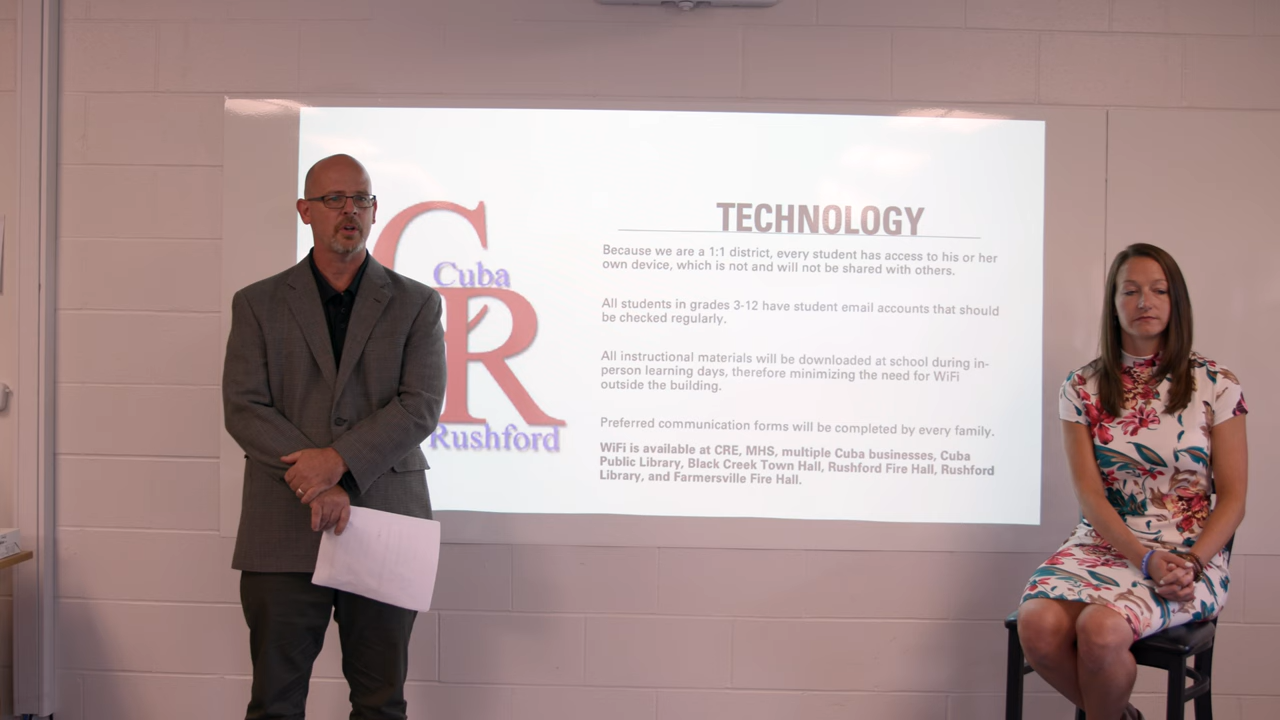 Cuba
CR
Rushford
TECHNOLOGY
Because we are a 1:1 district, every student has access to his or her
own device, which is not and will not be shared with others.
All students in grades 3-12 have student email accounts that should
be checked regularly.
All instructional materials will be downloaded at school during in-
person learning days, therefore minimizing the need for WiFi
outside the building.
Preferred communication forms will be completed by every family.
WiFi is available at CRE, MHS, multiple Cuba businesses, Cuba
Public Library, Black Creek Town Hall, Rushford Fire Hall, Rushford
Library, and Farmersville Fire Hall.